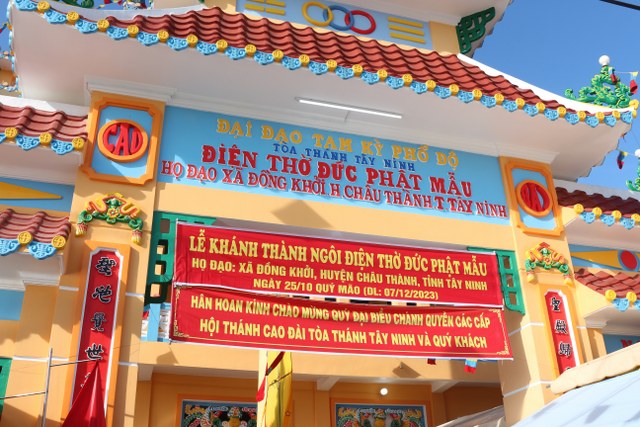 ĐẠI ĐẠO TAM KỲ PHỔ ĐỘ
TÒA THÁNH TÂY NINH
ĐIỆN THỜ ĐỨC PHẬT MẪU
HỌ ĐẠO XÃ ĐỒNG KHỞI H CHÂU THÀNH T TÂY NINH
LỄ KHÁNH THÀNH NGÔI ĐIỆN THỜ ĐỨC PHẬT MẪU
HỌ ĐẠO: XÃ ĐỒNG KHỞI, HUYỆN CHÂU THÀNH, TỈNH TÂY NINH
NGÀY 25/10 QUÝ MÃO (DL: 07/12/2023)
HÂN HOAN KÍNH CHÀO MỪNG QUÝ ĐẠI BIỂU CHÁNH QUYỀN CÁC CẤP
HỘI THÁNH CAO ĐÀI TÒA THÁNH TÂY NINH VÀ QUÝ KHÁCH